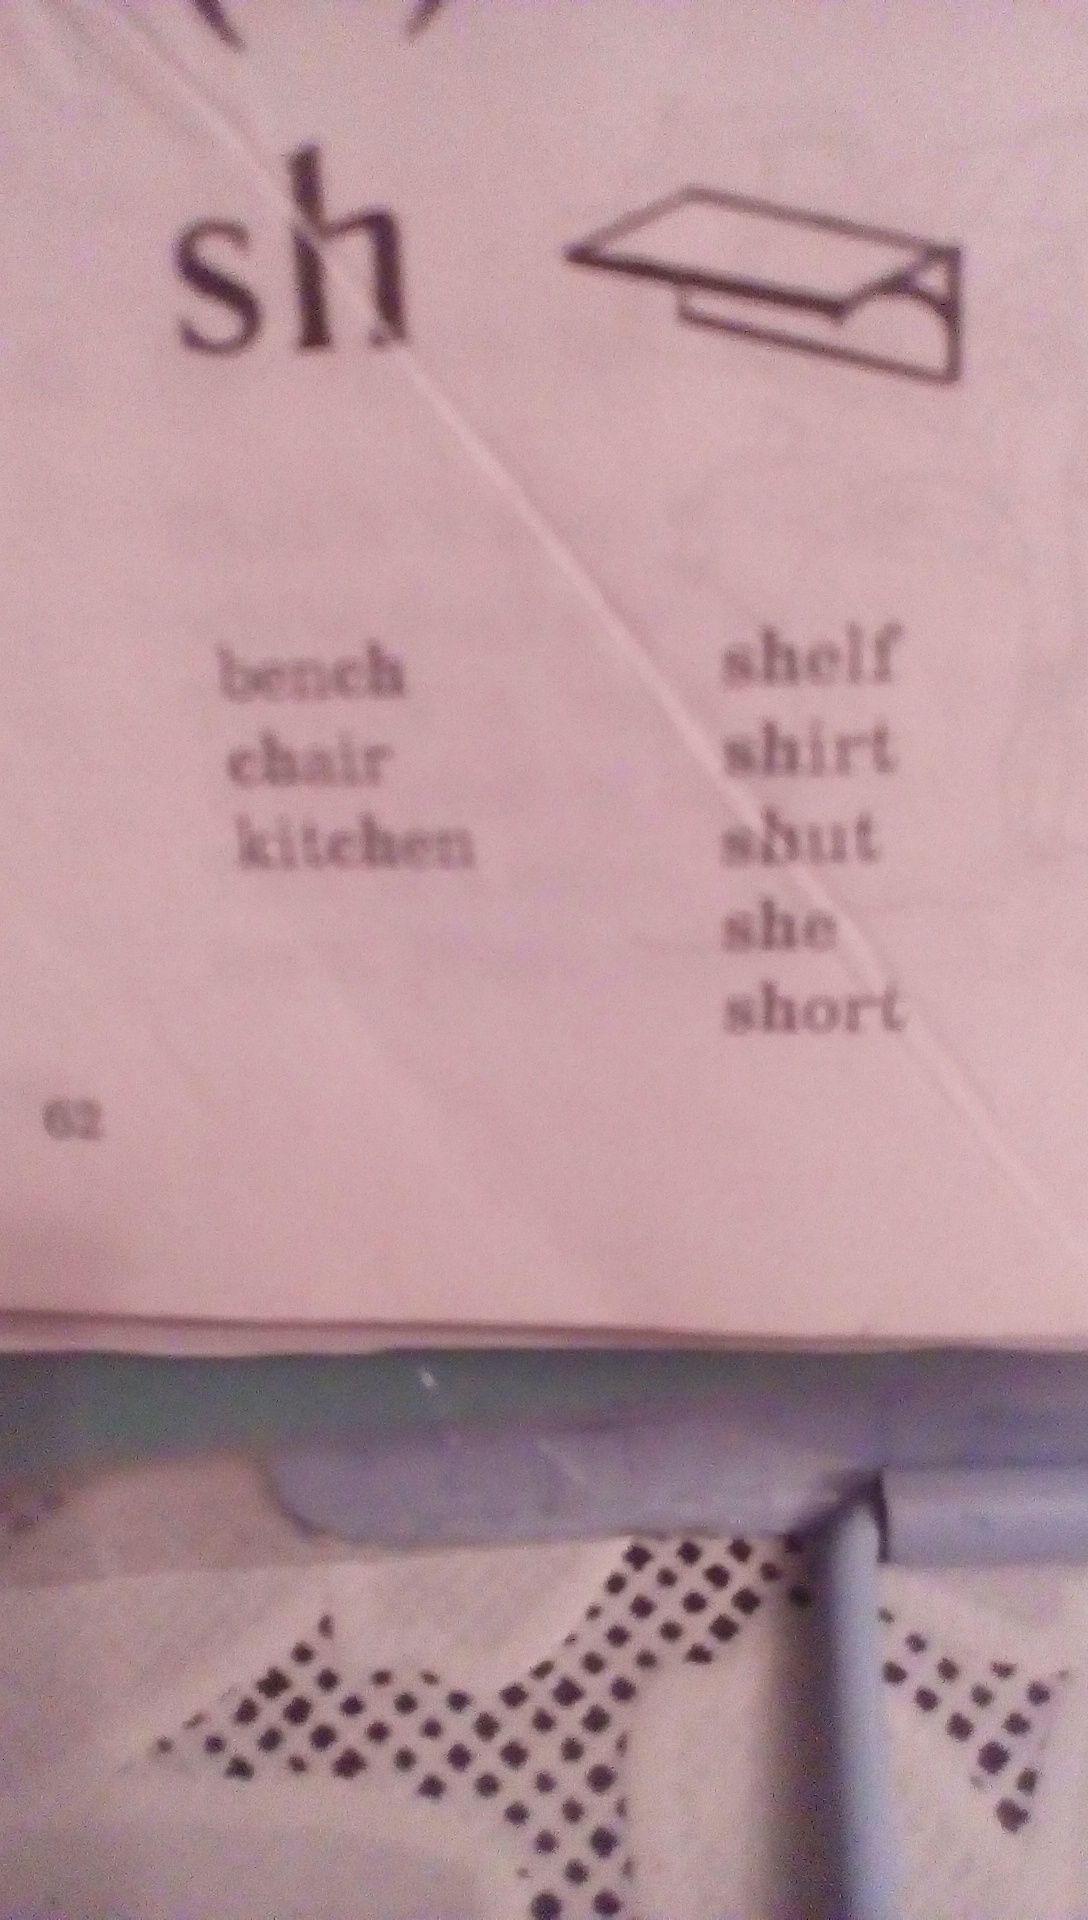 sh
bench
chair
kitchen
shelf
shirt
shut
she
short
62